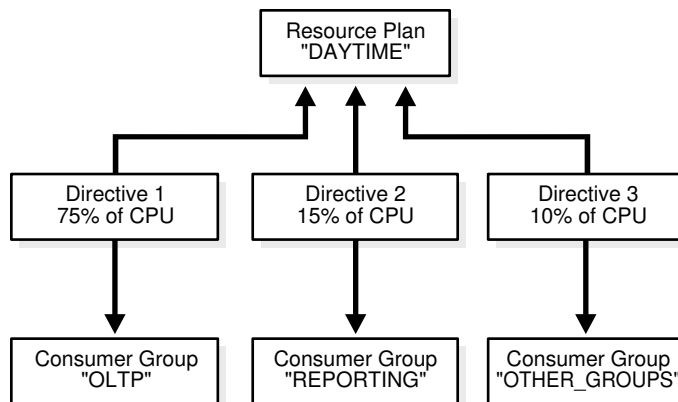 Resource Plan
"DAYTIME"
Directive 1
75% of CPU
Directive 2
15% of CPU
Directive 3
10% of CPU
Consumer Group
"OLTP"
Consumer Group
"REPORTING"
Consumer Group
"OTHER_GROUPS"